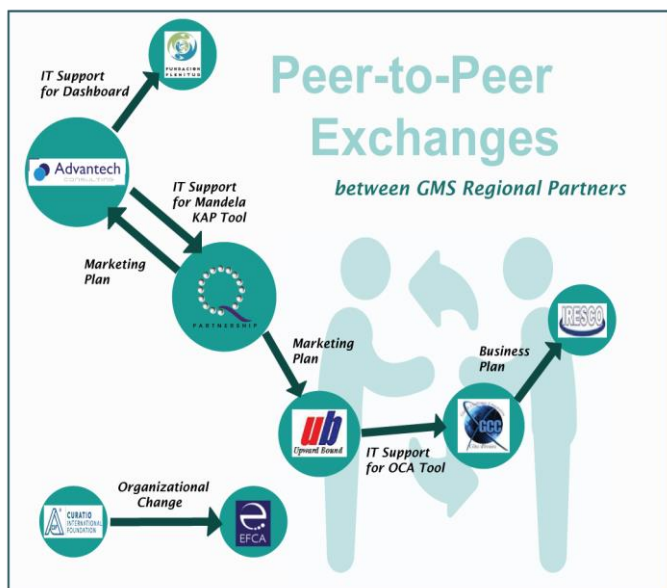 Peer-to-Peer
Exchanges
between GMS Regional Partners
FUNDACION
PLENITUD
IT Support
for Dashboard
Advantech
CONSULTING
IT Support
for Mandela
KAP Tool
Marketing
Plan
Q
PARTNERSHIP
Marketing
Plan
IRESCO
Business
Plan
ub
Upward Bound
GCC
IT Support
for OCA Tool
Organizational
Change
CURATIO
INTERNATIONAL
FOUNDATION
e
EFCA